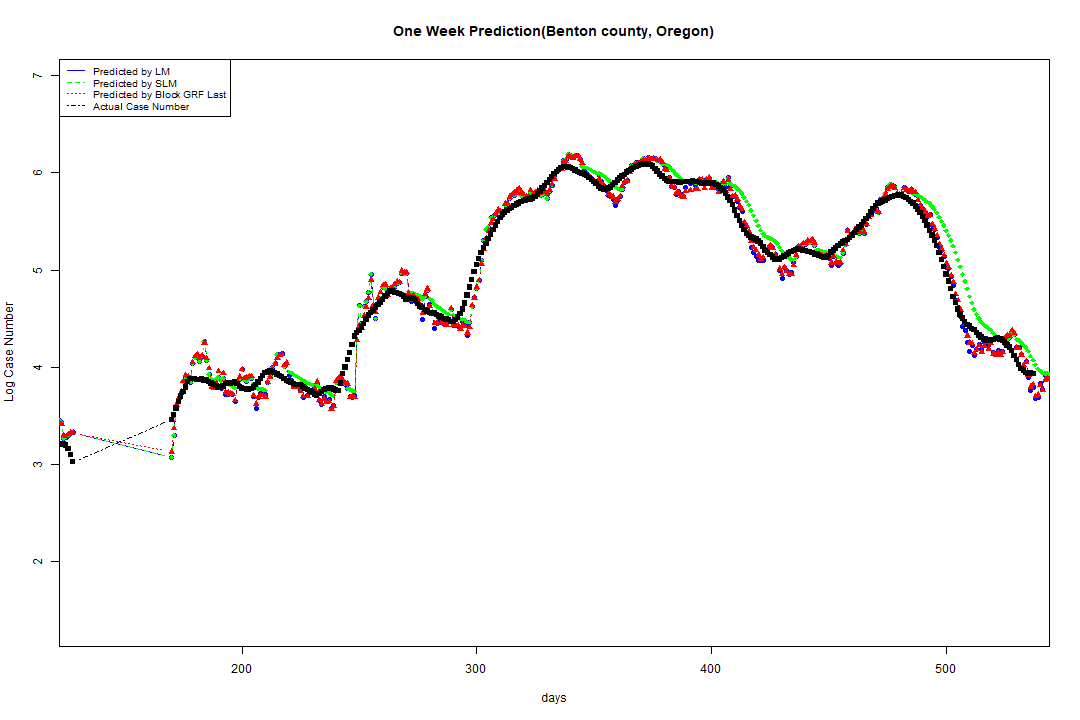 One Week Prediction(Benton county, Oregon)
Predicted by LM
Predicted by SLM
Predicted by Block GRF Last
Actual Case Number
7
6
5
4
3
2
Log Case Number
200 300 400 500
days